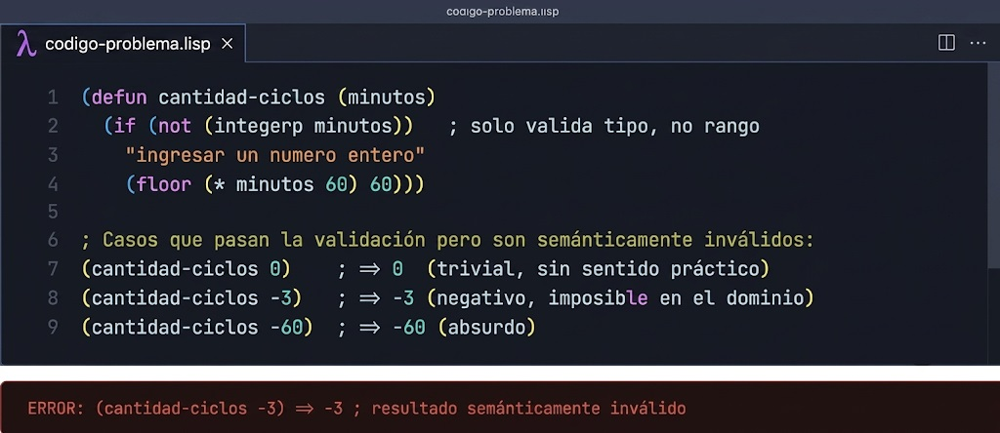 codigo-problema.lisp
codigo-problema.lisp ×
1 (defun cantidad-ciclos (minutos)
2   (if (not (integerp minutos))   ; solo valida tipo, no rango
3     "ingresar un numero entero"
4     (floor (* minutos 60) 60)))
5
6 ; Casos que pasan la validación pero son semánticamente inválidos:
7 (cantidad-ciclos 0)    ; => 0  (trivial, sin sentido práctico)
8 (cantidad-ciclos -3)   ; => -3 (negativo, imposible en el dominio)
9 (cantidad-ciclos -60)  ; => -60 (absurdo)
ERROR: (cantidad-ciclos -3) => -3 ; resultado semánticamente inválido